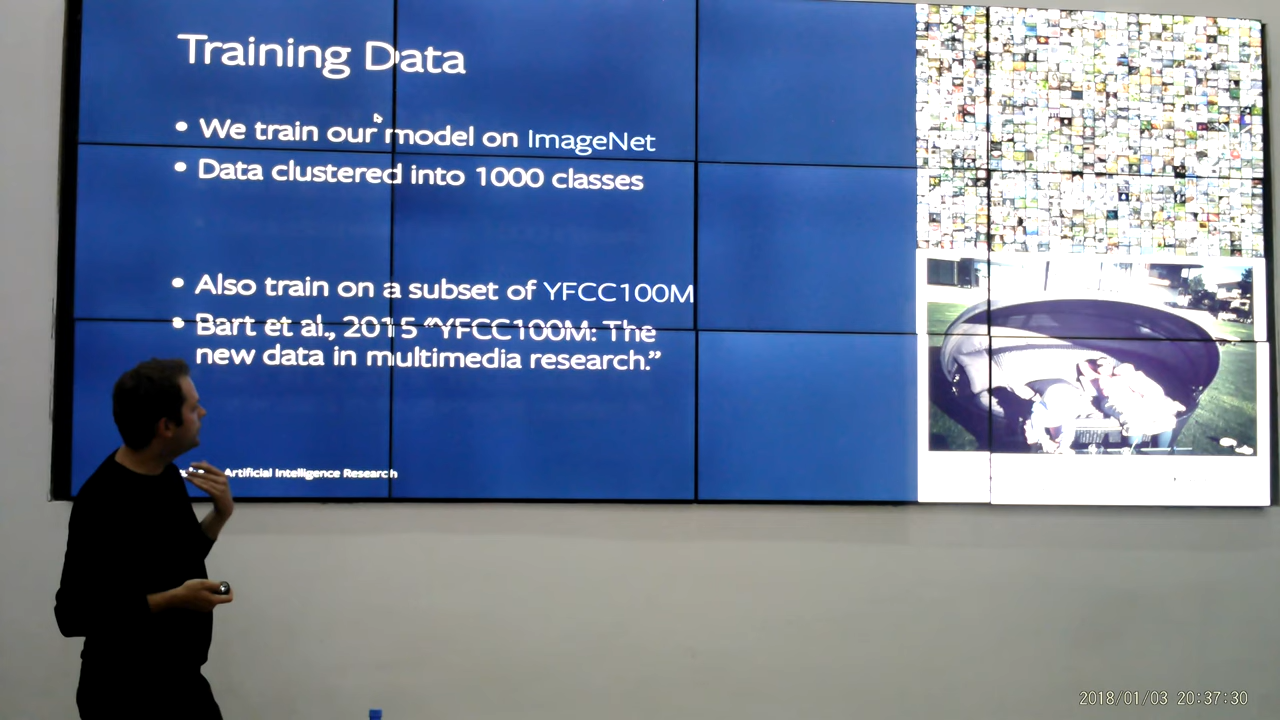 Training Data
• We train our model on ImageNet
• Data clustered into 1000 classes
• Also train on a subset of YFCC100M
• Bart et al., 2015 “YFCC100M: The
new data in multimedia research.”
Artificial Intelligence Research
2018/01/03 20:37:30